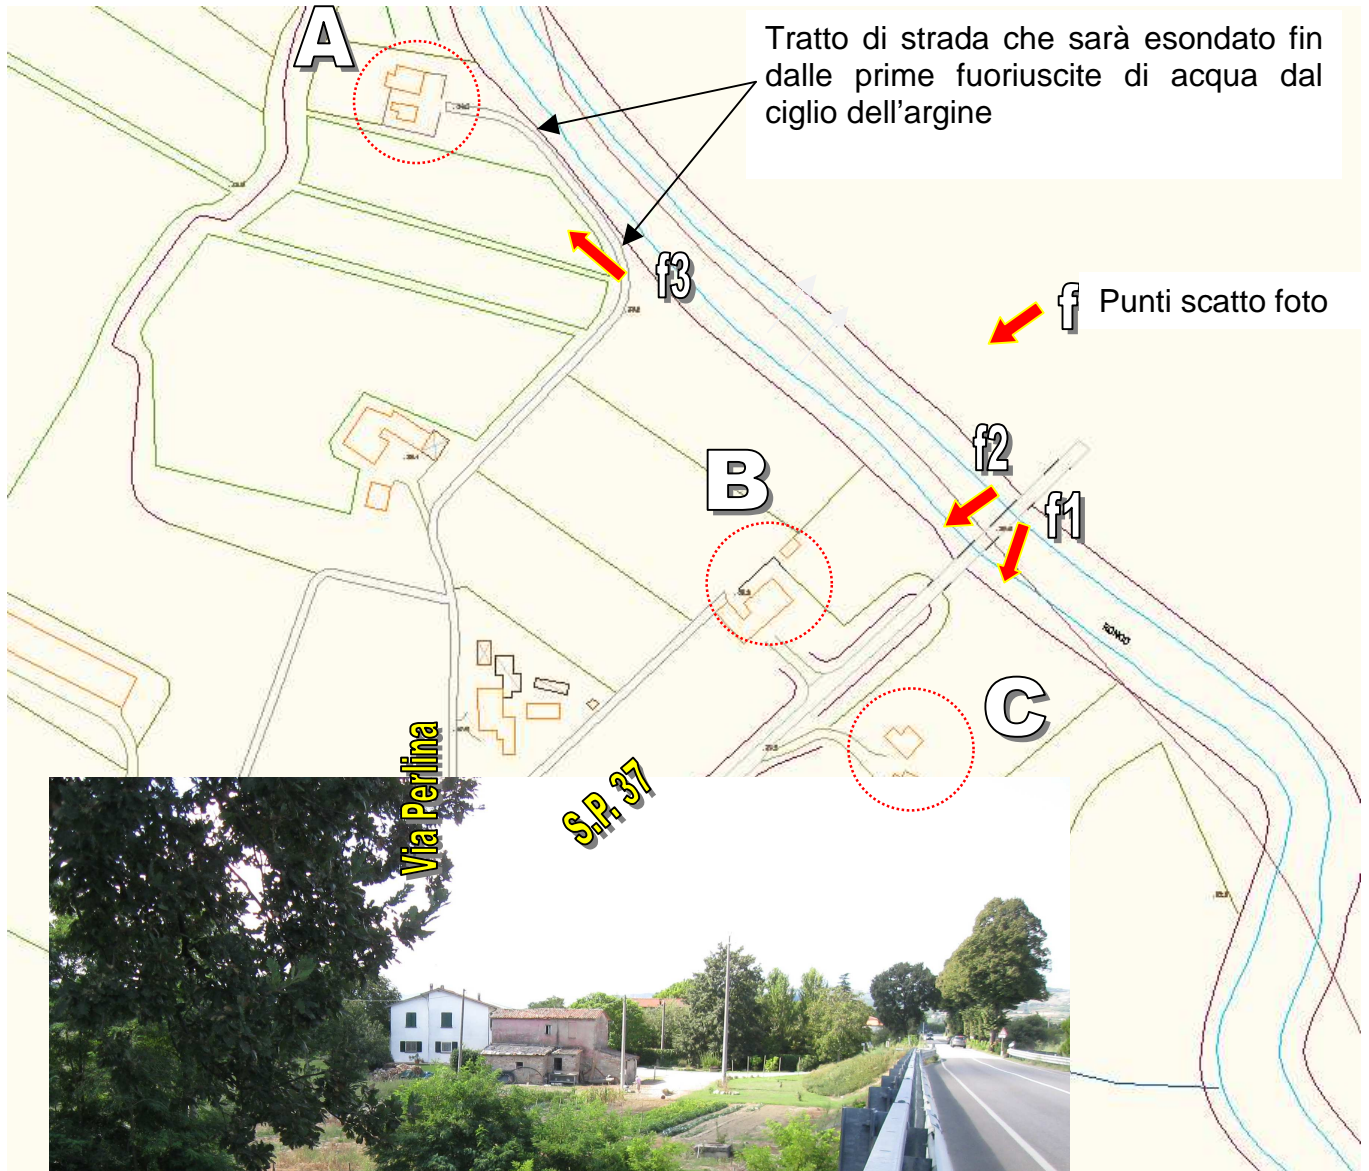 A
Tratto di strada che sarà esondato fin
dalle prime fuoriuscite di acqua dal
ciglio dell'argine
f3
f Punti scatto foto
f2
B
f1
RONCO
C
Via Perlina
S.P. 37